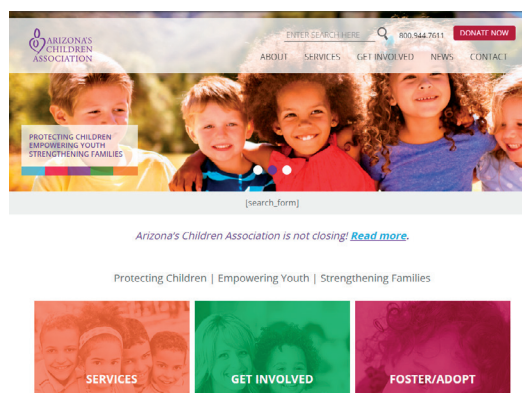 ARIZONA'S
CHILDREN
ASSOCIATION
ENTER SEARCH HERE
800.944.7611
DONATE NOW
ABOUT SERVICES GET INVOLVED NEWS CONTACT
PROTECTING CHILDREN
EMPOWERING YOUTH
STRENGTHENING FAMILIES
[search_form]
Arizona's Children Association is not closing! Read more.
Protecting Children | Empowering Youth | Strengthening Families
SERVICES
GET INVOLVED
FOSTER/ADOPT